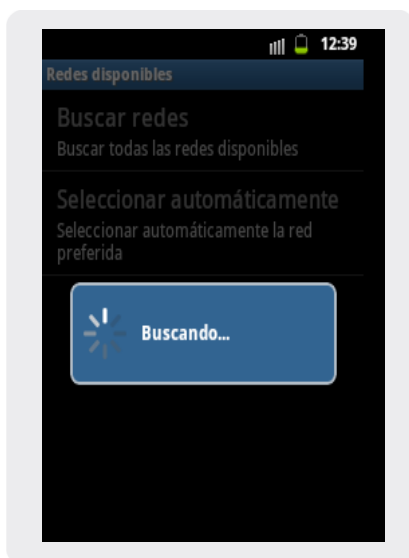 12:39
Redes disponibles
Buscar redes
Buscar todas las redes disponibles
Seleccionar automáticamente
Seleccionar automáticamente la red
preferida
Buscando...